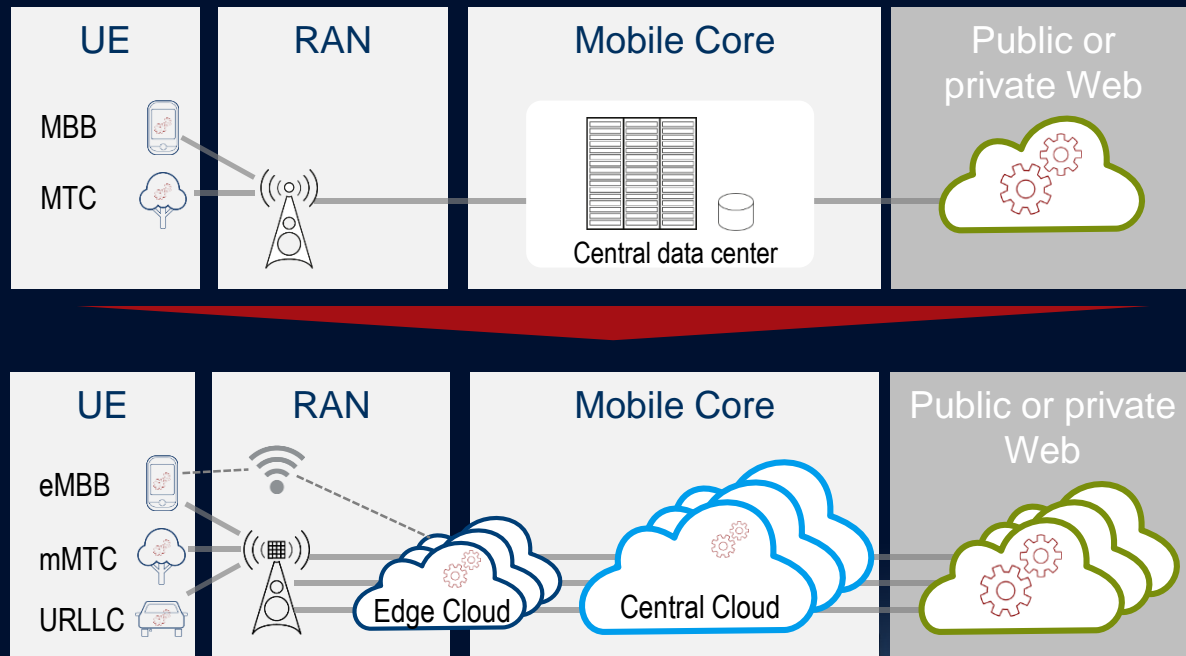 UE
RAN
Mobile Core
Public or
private Web
MBB
MTC
Central data center
UE
RAN
Mobile Core
Public or private
Web
eMBB
mMTC
URLLC
Edge Cloud
Central Cloud